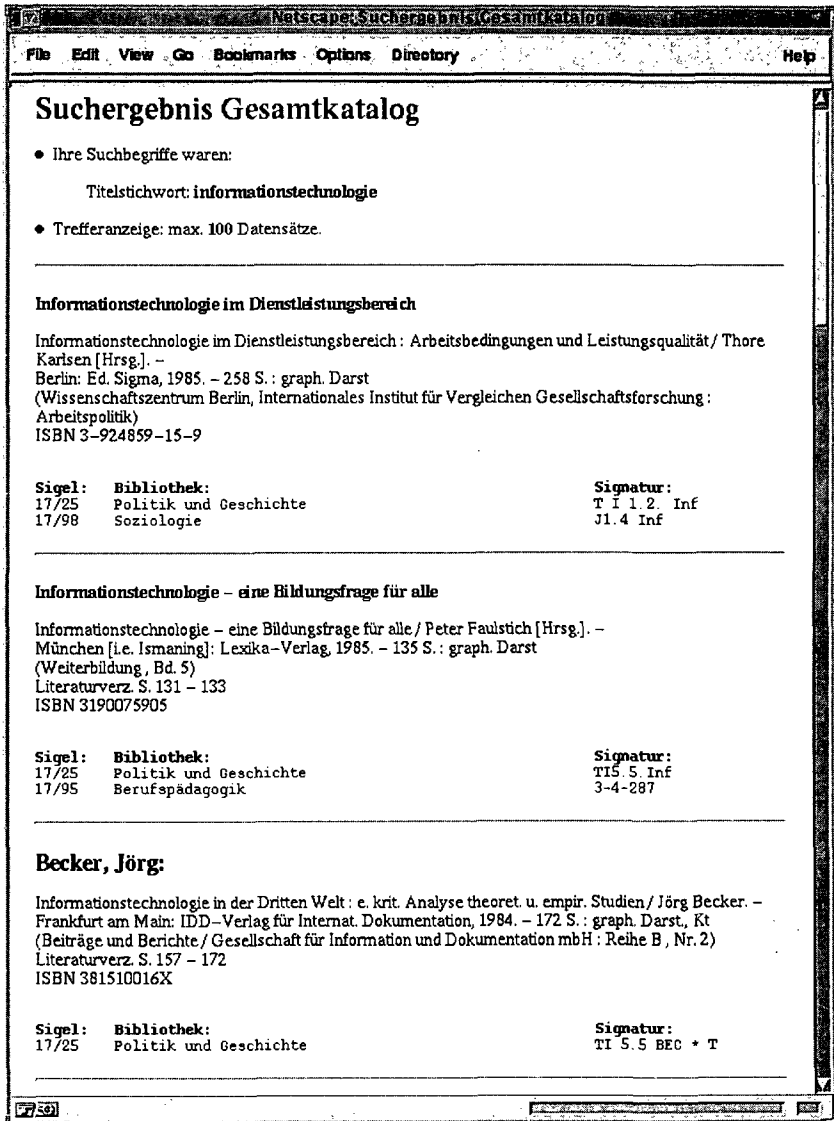 Netscape: Suchergebnis Gesamtkatalog
File Edit View Go Bookmarks Options Directory Help
Suchergebnis Gesamtkatalog
● Ihre Suchbegriffe waren:
Titelstichwort: informationstechnologie
● Trefferanzeige: max. 100 Datensätze.
Informationstechnologie im Dienstleistungsbereich
Informationstechnologie im Dienstleistungsbereich : Arbeitsbedingungen und Leistungsqualität / Thore
Karlsen [Hrsg.]. –
Berlin: Ed. Sigma, 1985. – 258 S. : graph. Darst
(Wissenschaftszentrum Berlin, Internationales Institut für Vergleichen Gesellschaftsforschung :
Arbeitspolitik)
ISBN 3-924859-15-9
Sigel: Bibliothek: Signatur:
17/25 Politik und Geschichte T I 1.2. Inf
17/98 Soziologie J1.4 Inf
Informationstechnologie – eine Bildungsfrage für alle
Informationstechnologie – eine Bildungsfrage für alle / Peter Faulstich [Hrsg.]. –
München [i.e. Ismaning]: Lexika-Verlag, 1985. – 135 S. : graph. Darst
(Weiterbildung , Bd. 5)
Literaturverz. S. 131 – 133
ISBN 3190075905
Sigel: Bibliothek: Signatur:
17/25 Politik und Geschichte TI5.5.Inf
17/95 Berufspädagogik 3-4-287
Becker, Jörg:
Informationstechnologie in der Dritten Welt : e. krit. Analyse theoret. u. empir. Studien / Jörg Becker. –
Frankfurt am Main: IDD-Verlag für Internat. Dokumentation, 1984. – 172 S. : graph. Darst., Kt
(Beiträge und Berichte / Gesellschaft für Information und Dokumentation mbH : Reihe B , Nr. 2)
Literaturverz. S. 157 – 172
ISBN 381510016X
Sigel: Bibliothek: Signatur:
17/25 Politik und Geschichte TI 5.5 BEC * T